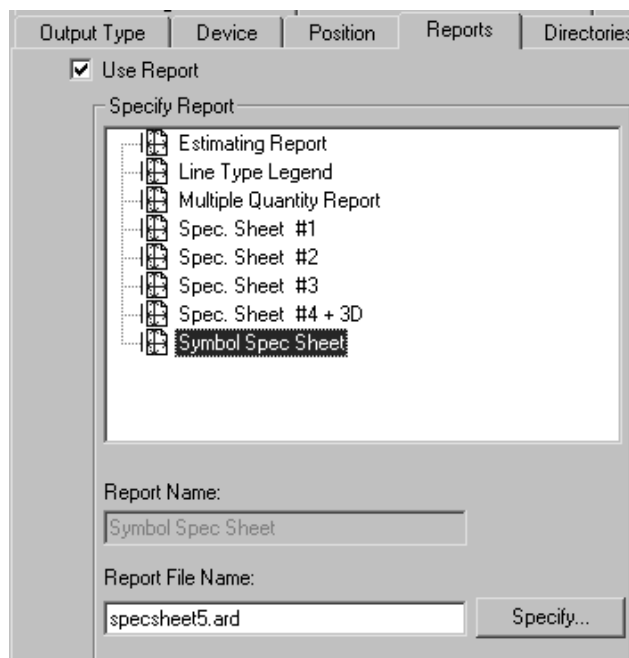 Output Type Device Position Reports Directories
Use Report
Specify Report
Estimating Report
Line Type Legend
Multiple Quantity Report
Spec. Sheet #1
Spec. Sheet #2
Spec. Sheet #3
Spec. Sheet #4 + 3D
Symbol Spec Sheet
Report Name:
Symbol Spec Sheet
Report File Name:
specsheet5.ard Specify...